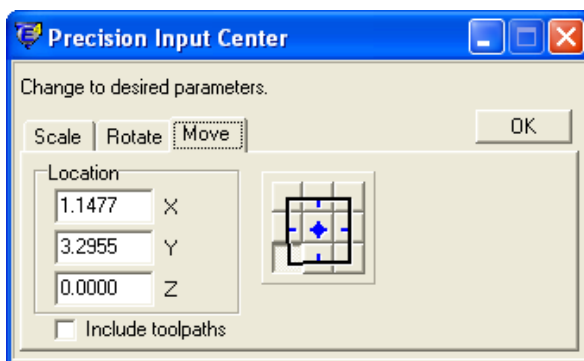 Precision Input Center
Change to desired parameters.
OK
Scale Rotate Move
Location
1.1477 X
3.2955 Y
0.0000 Z
Include toolpaths